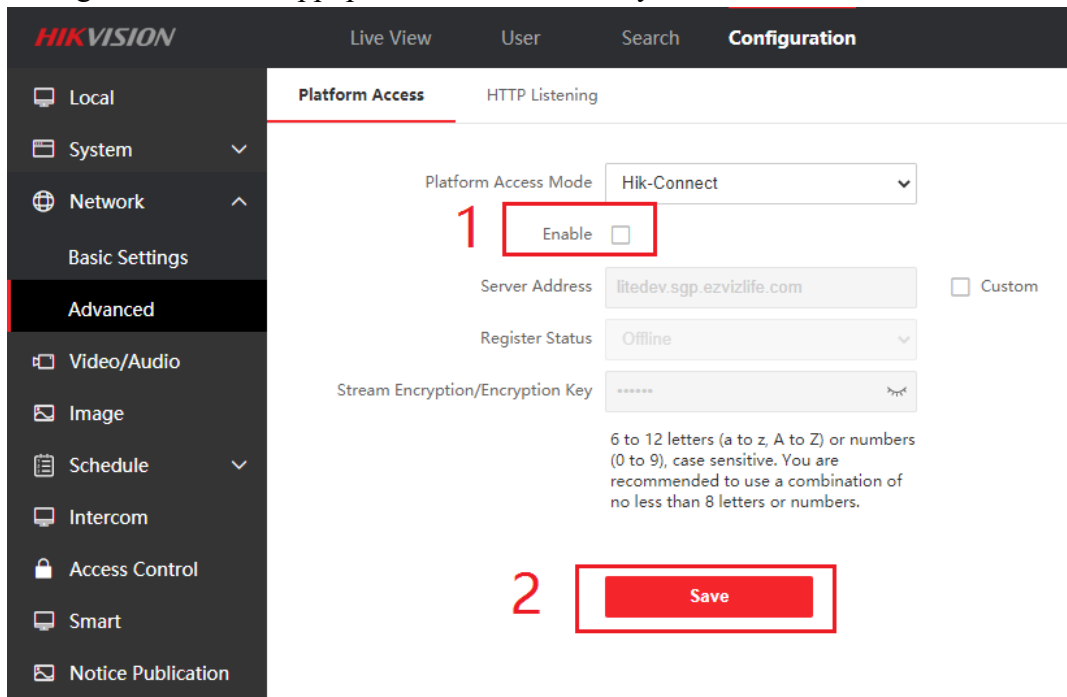 HIKVISION
Live View User Search Configuration
Local
System
Network
Basic Settings
Advanced
Video/Audio
Image
Schedule
Intercom
Access Control
Smart
Notice Publication
Platform Access HTTP Listening
Platform Access Mode Hik-Connect
1 Enable
Server Address litedev.sgp.ezvizlife.com Custom
Register Status Offline
Stream Encryption/Encryption Key ••••••
6 to 12 letters (a to z, A to Z) or numbers
(0 to 9), case sensitive. You are
recommended to use a combination of
no less than 8 letters or numbers.
2 Save